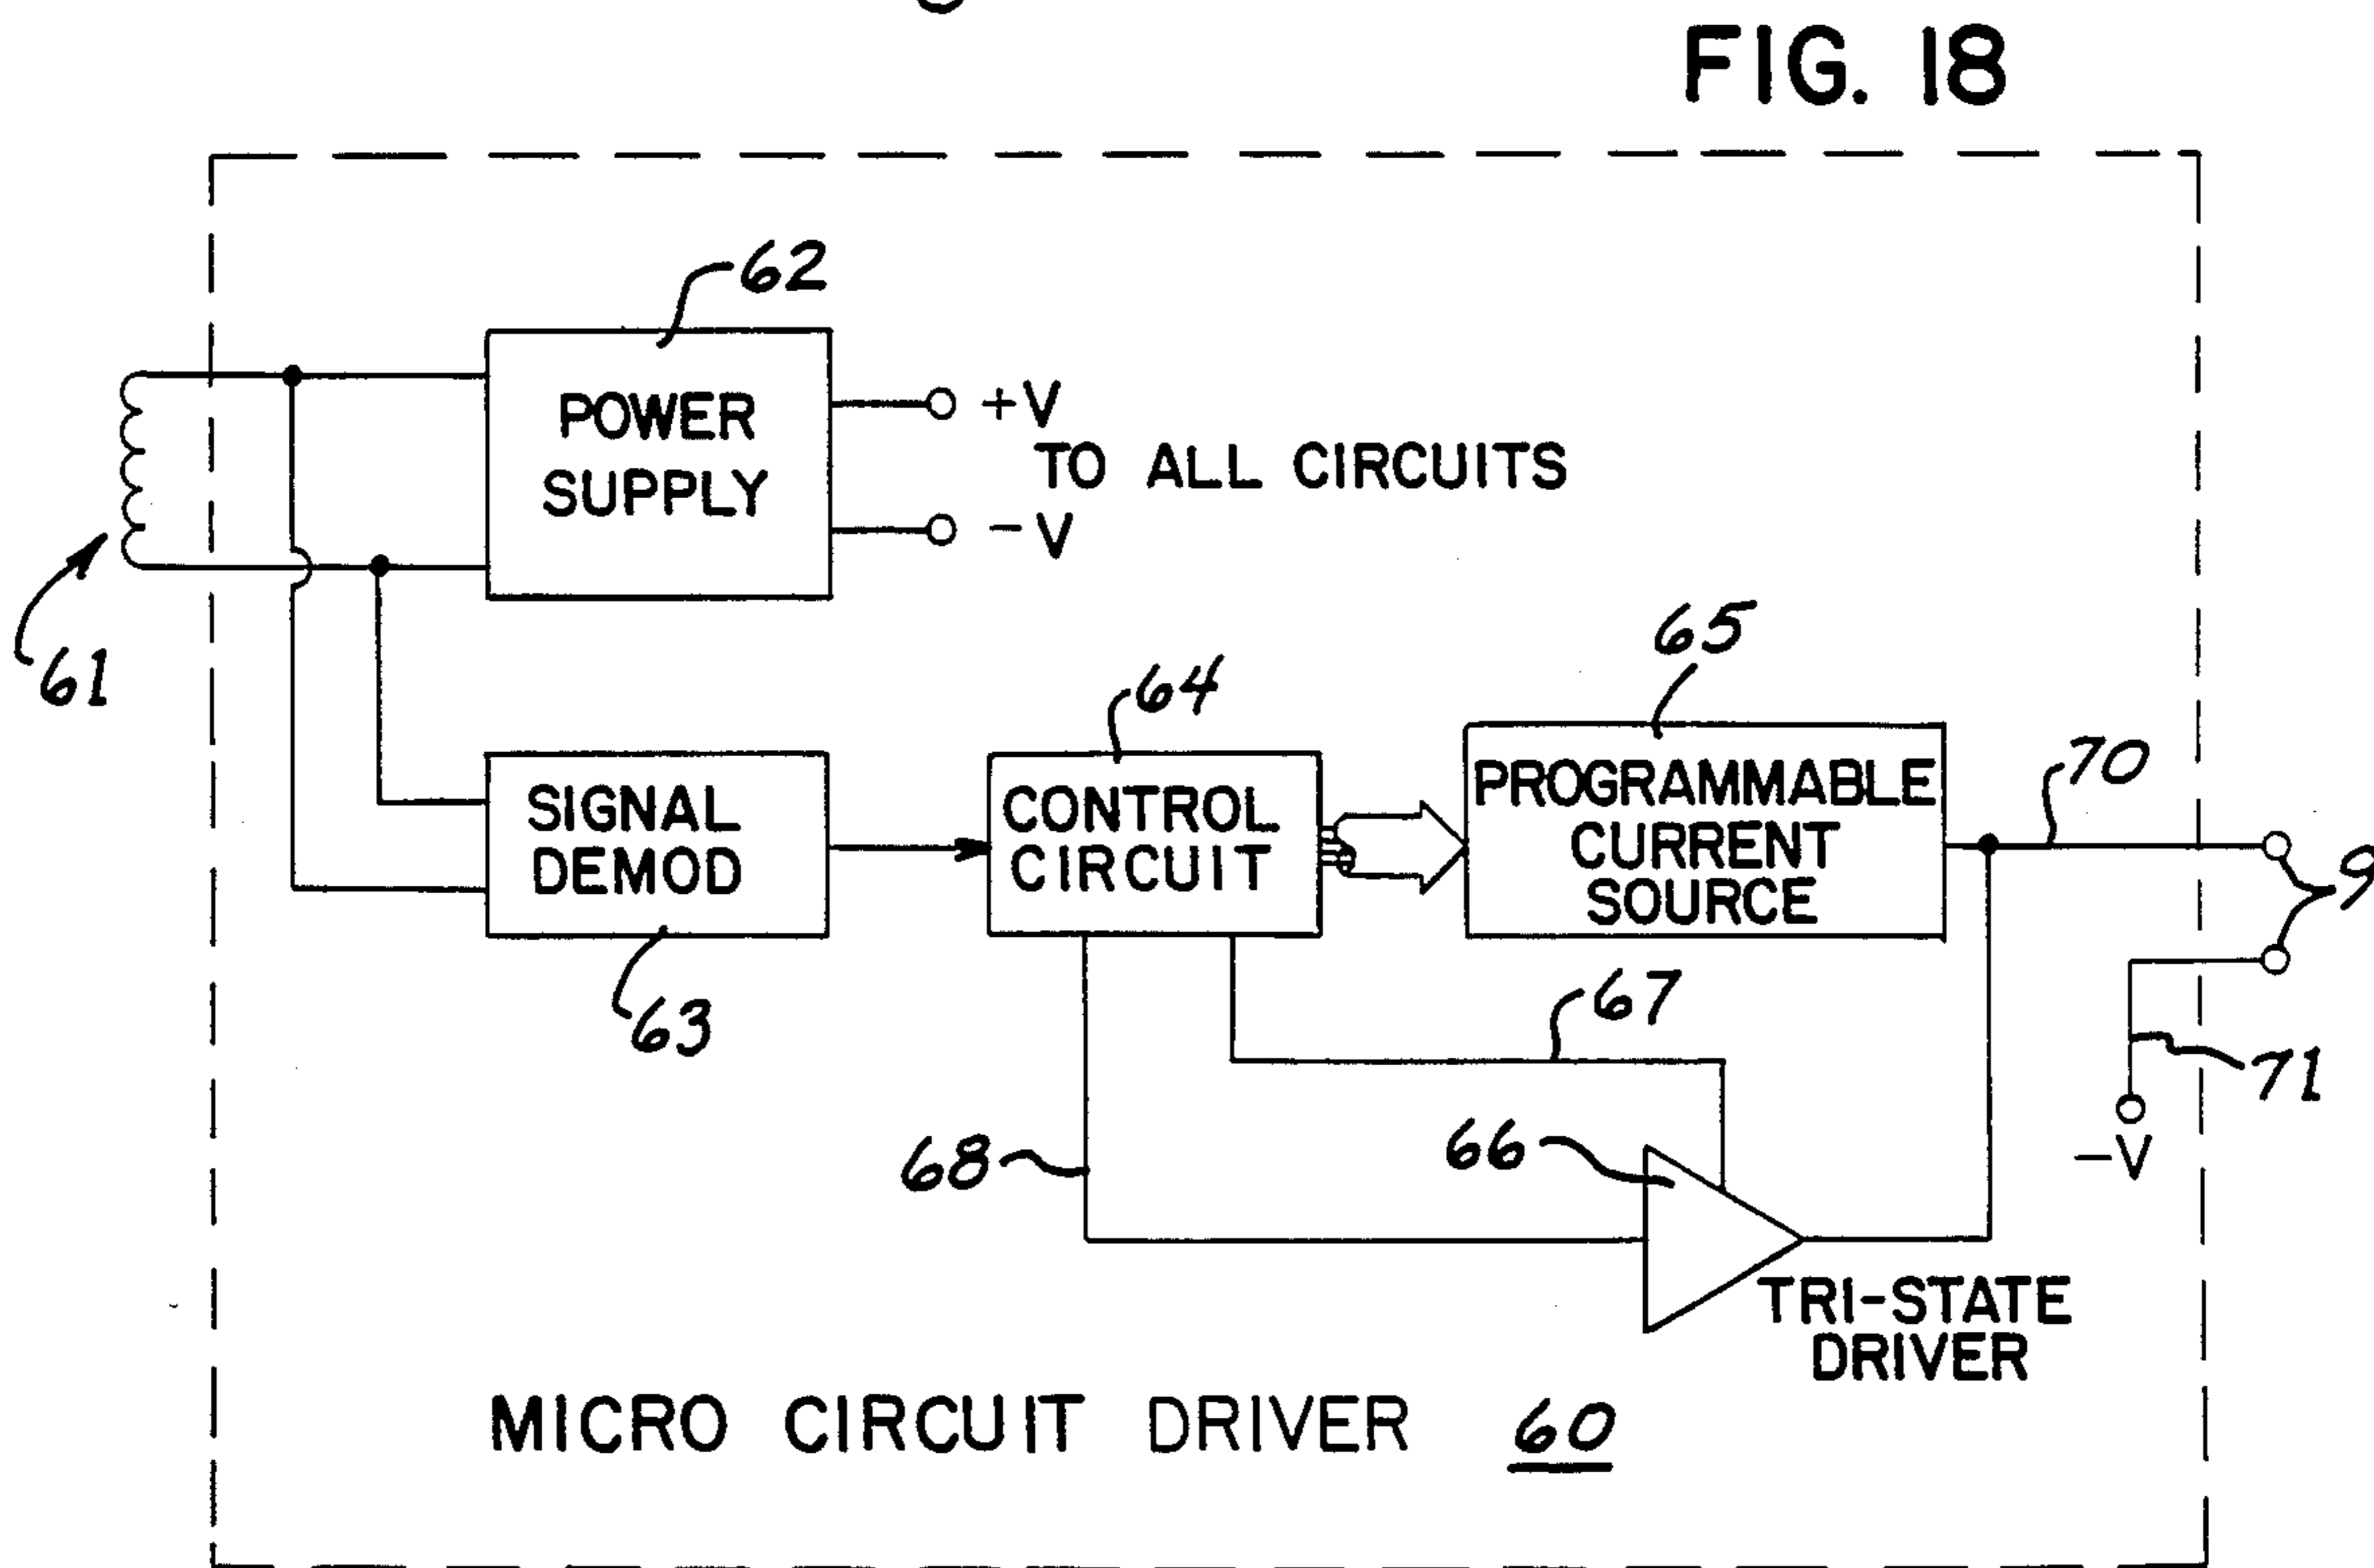 FIG. 18
62
POWER
SUPPLY
+V
TO ALL CIRCUITS
-V
61
65
64
70
SIGNAL
DEMOD
CONTROL
CIRCUIT
PROGRAMMABLE
CURRENT
SOURCE
9
63
67
71
68
66
-V
TRI-STATE
DRIVER
MICRO CIRCUIT DRIVER 60